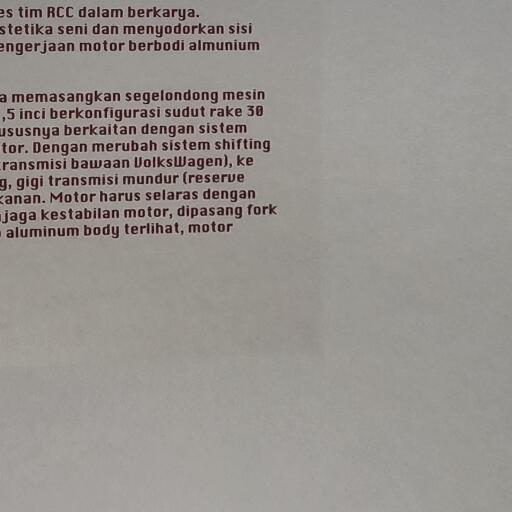 es tim RCC dalam berkarya.
stetika seni dan menyodorkan sisi
engerjaan motor berbodi almunium
a memasangkan segelondong mesin
,5 inci berkonfigurasi sudut rake 30
ususnya berkaitan dengan sistem
tor. Dengan merubah sistem shifting
transmisi bawaan VolksWagen), ke
g, gigi transmisi mundur (reserve
kanan. Motor harus selaras dengan
jaga kestabilan motor, dipasang fork
aluminum body terlihat, motor